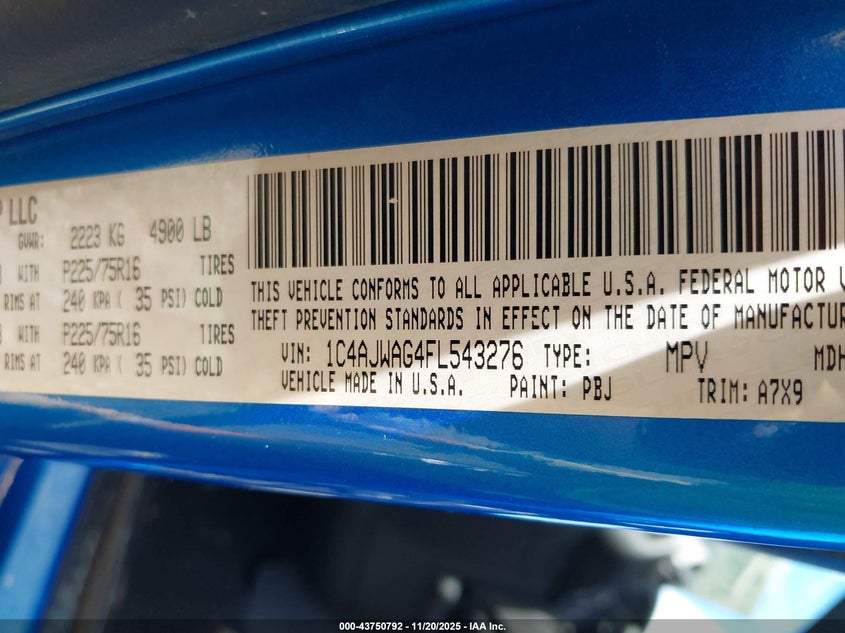 P LLC
GVWR: 2223 KG 4900 LB
WITH P225/75R16 TIRES
RIMS AT 240 KPA ( 35 PSI) COLD
WITH P225/75R16 TIRES
RIMS AT 240 KPA ( 35 PSI) COLD
THIS VEHICLE CONFORMS TO ALL APPLICABLE U.S.A. FEDERAL MOTOR
THEFT PREVENTION STANDARDS IN EFFECT ON THE DATE OF MANUFACTUR
VIN: 1C4AJWAG4FL543276 TYPE: MPV MDH
VEHICLE MADE IN U.S.A. PAINT: PBJ TRIM: A7X9
000-43750792 - 11/20/2025 - IAA Inc.